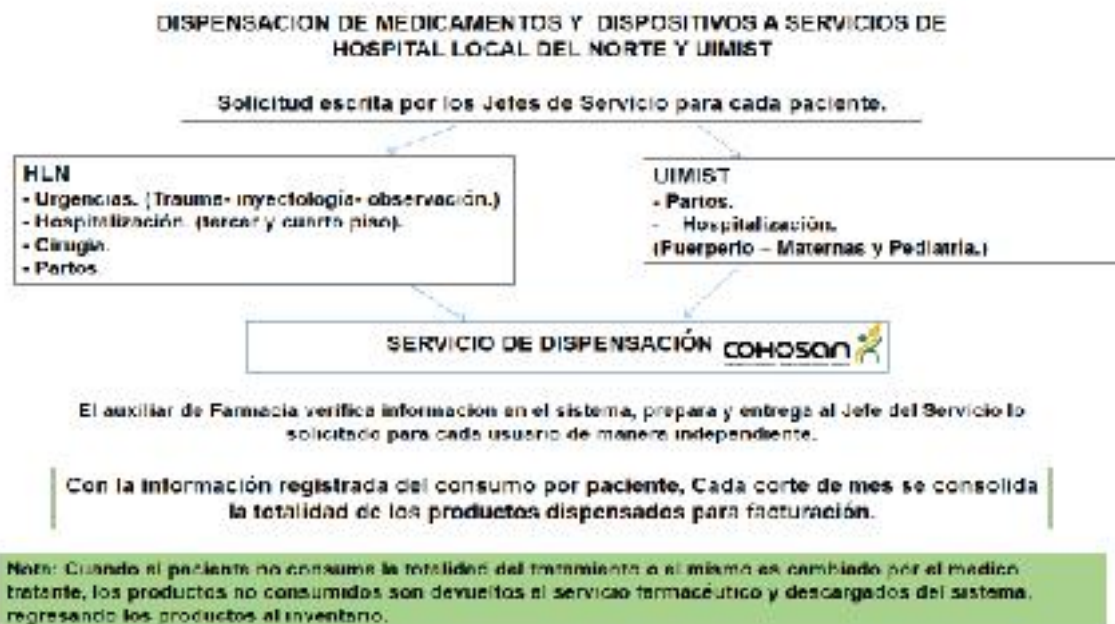 DISPENSACION DE MEDICAMENTOS Y DISPOSITIVOS A SERVICIOS DE
HOSPITAL LOCAL DEL NORTE Y UIMIST
Solicitud escrita por los Jefes de Servicio para cada paciente.
HLN
- Urgencias. (Trauma- inyectología- observación.)
- Hospitalización. (tercer y cuarto piso).
- Cirugía.
- Partos.
UIMIST
- Partos.
- Hospitalización.
(Puerperio – Maternas y Pediatría.)
SERVICIO DE DISPENSACIÓN COHOSAN
El auxiliar de Farmacia verifica información en el sistema, prepara y entrega al Jefe del Servicio lo
solicitado para cada usuario de manera independiente.
Con la información registrada del consumo por paciente, Cada corte de mes se consolida
la totalidad de los productos dispensados para facturación.
Nota: Cuando el paciente no consume la totalidad del tratamiento o el mismo es cambiado por el medico
tratante, los productos no consumidos son devueltos al servicio farmacéutico y descargados del sistema,
regresando los productos al inventario.